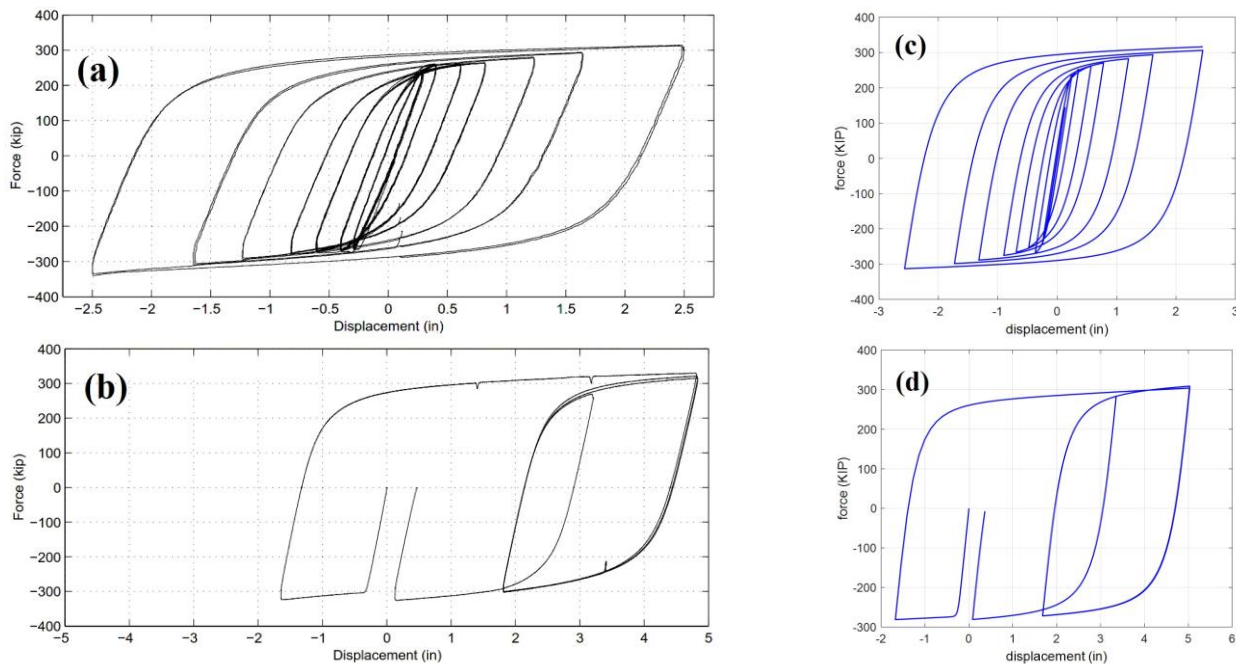 (a)
400
300
200
100
0
−100
−200
−300
−400
Force (kip)
−2.5 −2 −1.5 −1 −0.5 0 0.5 1 1.5 2 2.5
Displacement (in)
(c)
400
300
200
100
0
-100
-200
-300
-400
force (KIP)
-3 -2 -1 0 1 2 3
displacement (in)
(b)
400
300
200
100
0
−100
−200
−300
−400
Force (kip)
−5 −4 −3 −2 −1 0 1 2 3 4 5
Displacement (in)
(d)
400
300
200
100
0
-100
-200
-300
force (KIP)
-2 -1 0 1 2 3 4 5 6
displacement (in)